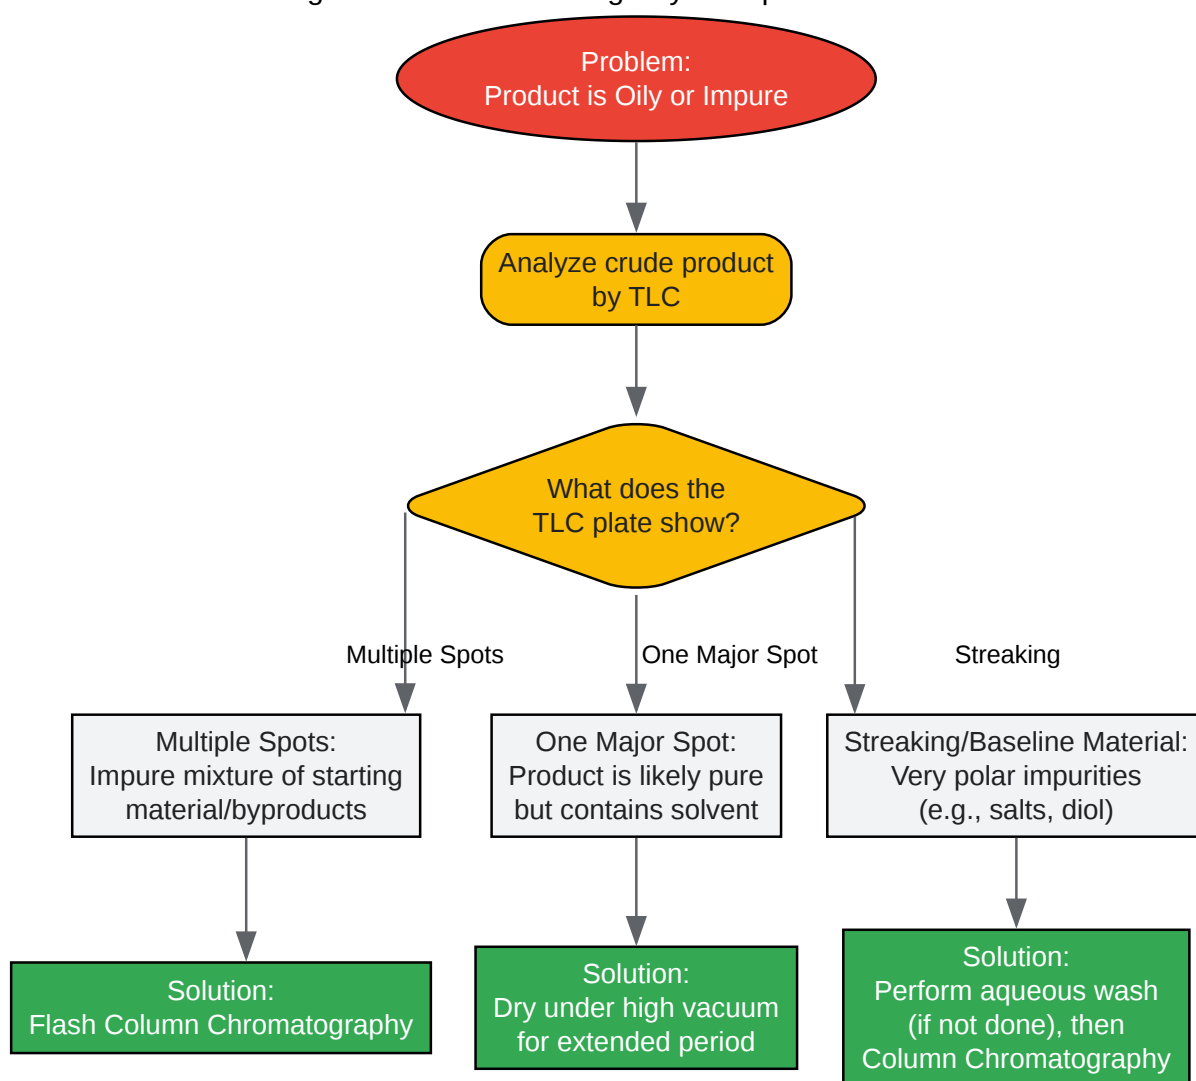 Problem:
Product is Oily or Impure
Analyze crude product
by TLC
What does the
TLC plate show?
Multiple Spots
One Major Spot
Streaking
Multiple Spots:
Impure mixture of starting
material/byproducts
One Major Spot:
Product is likely pure
but contains solvent
Streaking/Baseline Material:
Very polar impurities
(e.g., salts, diol)
Solution:
Flash Column Chromatography
Solution:
Dry under high vacuum
for extended period
Solution:
Perform aqueous wash
(if not done), then
Column Chromatography